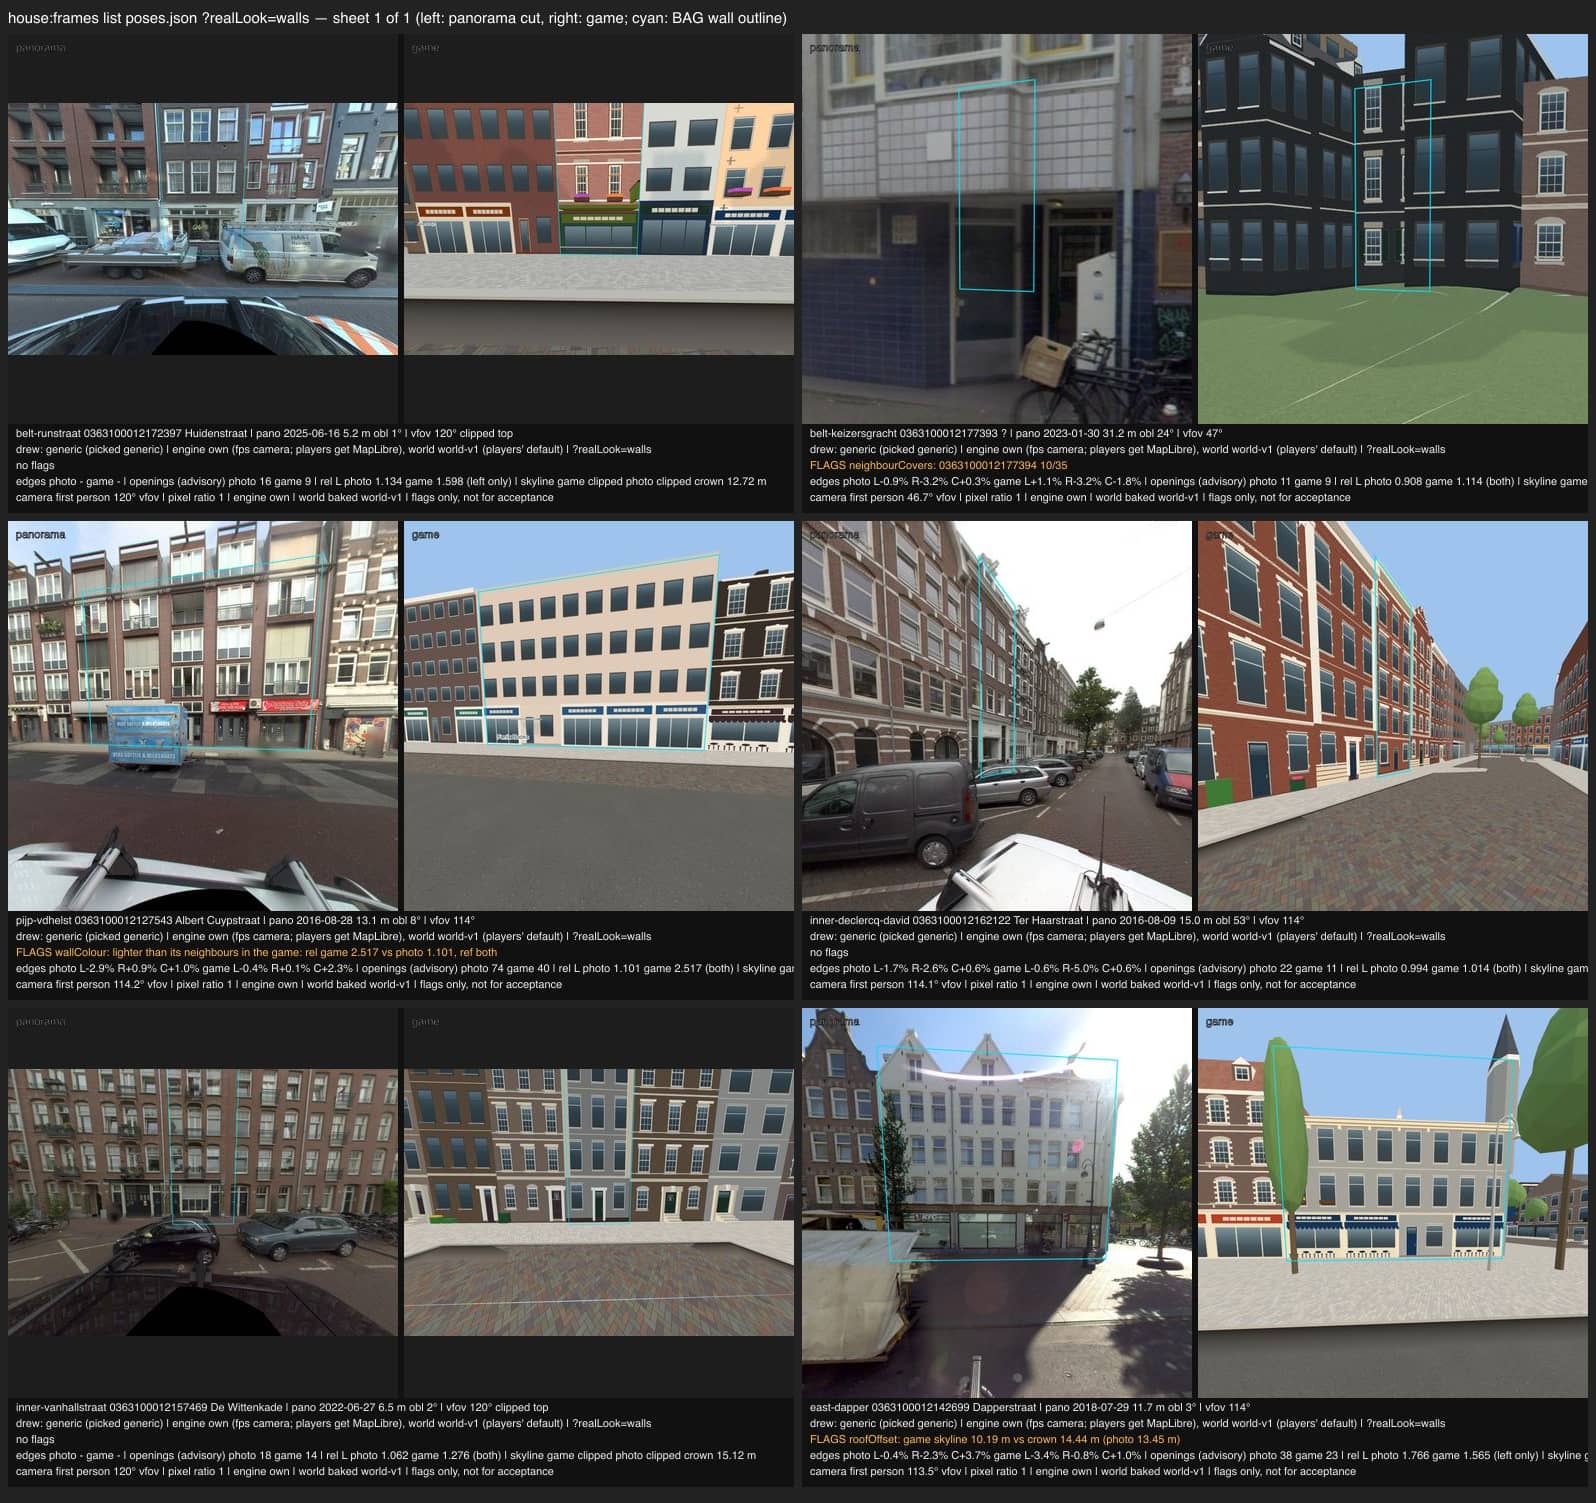 house:frames list poses.json ?realLook=walls — sheet 1 of 1 (left: panorama cut, right: game; cyan: BAG wall outline)
panorama
game
panorama
game
belt-runstraat 0363100012172397 Huidenstraat | pano 2025-06-16 5.2 m obl 1° | vfov 120° clipped top
drew: generic (picked generic) | engine own (fps camera; players get MapLibre), world world-v1 (players' default) | ?realLook=walls
no flags
edges photo - game - | openings (advisory) photo 16 game 9 | rel L photo 1.134 game 1.598 (left only) | skyline game clipped photo clipped crown 12.72 m
camera first person 120° vfov | pixel ratio 1 | engine own | world baked world-v1 | flags only, not for acceptance
belt-keizersgracht 0363100012177393 ? | pano 2023-01-30 31.2 m obl 24° | vfov 47°
drew: generic (picked generic) | engine own (fps camera; players get MapLibre), world world-v1 (players' default) | ?realLook=walls
FLAGS neighbourCovers: 0363100012177394 10/35
edges photo L-0.9% R-3.2% C+0.3% game L+1.1% R-3.2% C-1.8% | openings (advisory) photo 11 game 9 | rel L photo 0.908 game 1.114 (both) | skyline game
camera first person 46.7° vfov | pixel ratio 1 | engine own | world baked world-v1 | flags only, not for acceptance
panorama
game
panorama
game
pijp-vdhelst 0363100012127543 Albert Cuypstraat | pano 2016-08-28 13.1 m obl 8° | vfov 114°
drew: generic (picked generic) | engine own (fps camera; players get MapLibre), world world-v1 (players' default) | ?realLook=walls
FLAGS wallColour: lighter than its neighbours in the game: rel game 2.517 vs photo 1.101, ref both
edges photo L-2.9% R+0.9% C+1.0% game L-0.4% R+0.1% C+2.3% | openings (advisory) photo 74 game 40 | rel L photo 1.101 game 2.517 (both) | skyline gam
camera first person 114.2° vfov | pixel ratio 1 | engine own | world baked world-v1 | flags only, not for acceptance
inner-declercq-david 0363100012162122 Ter Haarstraat | pano 2016-08-09 15.0 m obl 53° | vfov 114°
drew: generic (picked generic) | engine own (fps camera; players get MapLibre), world world-v1 (players' default) | ?realLook=walls
no flags
edges photo L-1.7% R-2.6% C+0.6% game L-0.6% R-5.0% C+0.6% | openings (advisory) photo 22 game 11 | rel L photo 0.994 game 1.014 (both) | skyline gam
camera first person 114.1° vfov | pixel ratio 1 | engine own | world baked world-v1 | flags only, not for acceptance
panorama
game
panorama
game
inner-vanhallstraat 0363100012157469 De Wittenkade | pano 2022-06-27 6.5 m obl 2° | vfov 120° clipped top
drew: generic (picked generic) | engine own (fps camera; players get MapLibre), world world-v1 (players' default) | ?realLook=walls
no flags
edges photo - game - | openings (advisory) photo 18 game 14 | rel L photo 1.062 game 1.276 (both) | skyline game clipped photo clipped crown 15.12 m
camera first person 120° vfov | pixel ratio 1 | engine own | world baked world-v1 | flags only, not for acceptance
east-dapper 0363100012142699 Dapperstraat | pano 2018-07-29 11.7 m obl 3° | vfov 114°
drew: generic (picked generic) | engine own (fps camera; players get MapLibre), world world-v1 (players' default) | ?realLook=walls
FLAGS roofOffset: game skyline 10.19 m vs crown 14.44 m (photo 13.45 m)
edges photo L-0.4% R-2.3% C+3.7% game L-3.4% R-0.8% C+1.0% | openings (advisory) photo 38 game 23 | rel L photo 1.766 game 1.565 (left only) | skyline g
camera first person 113.5° vfov | pixel ratio 1 | engine own | world baked world-v1 | flags only, not for acceptance